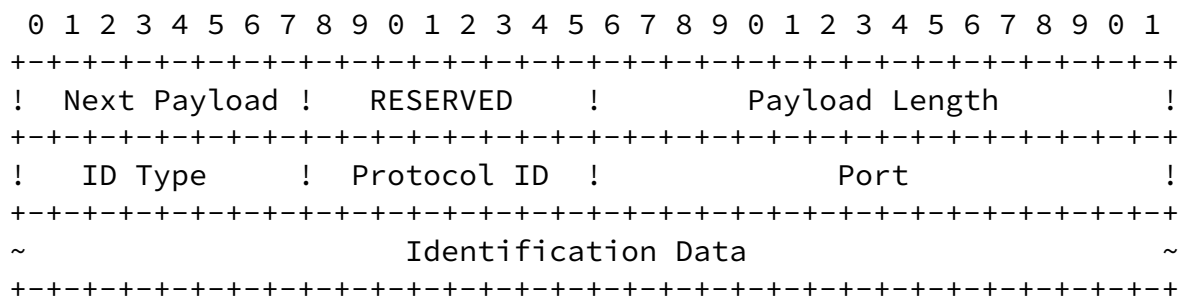 0 1 2 3 4 5 6 7 8 9 0 1 2 3 4 5 6 7 8 9 0 1 2 3 4 5 6 7 8 9 0 1
+-+-+-+-+-+-+-+-+-+-+-+-+-+-+-+-+-+-+-+-+-+-+-+-+-+-+-+-+-+-+-+-+
!  Next Payload !   RESERVED    !        Payload Length         !
+-+-+-+-+-+-+-+-+-+-+-+-+-+-+-+-+-+-+-+-+-+-+-+-+-+-+-+-+-+-+-+-+
!   ID Type     !  Protocol ID  !             Port              !
+-+-+-+-+-+-+-+-+-+-+-+-+-+-+-+-+-+-+-+-+-+-+-+-+-+-+-+-+-+-+-+-+
~                     Identification Data                       ~
+-+-+-+-+-+-+-+-+-+-+-+-+-+-+-+-+-+-+-+-+-+-+-+-+-+-+-+-+-+-+-+-+